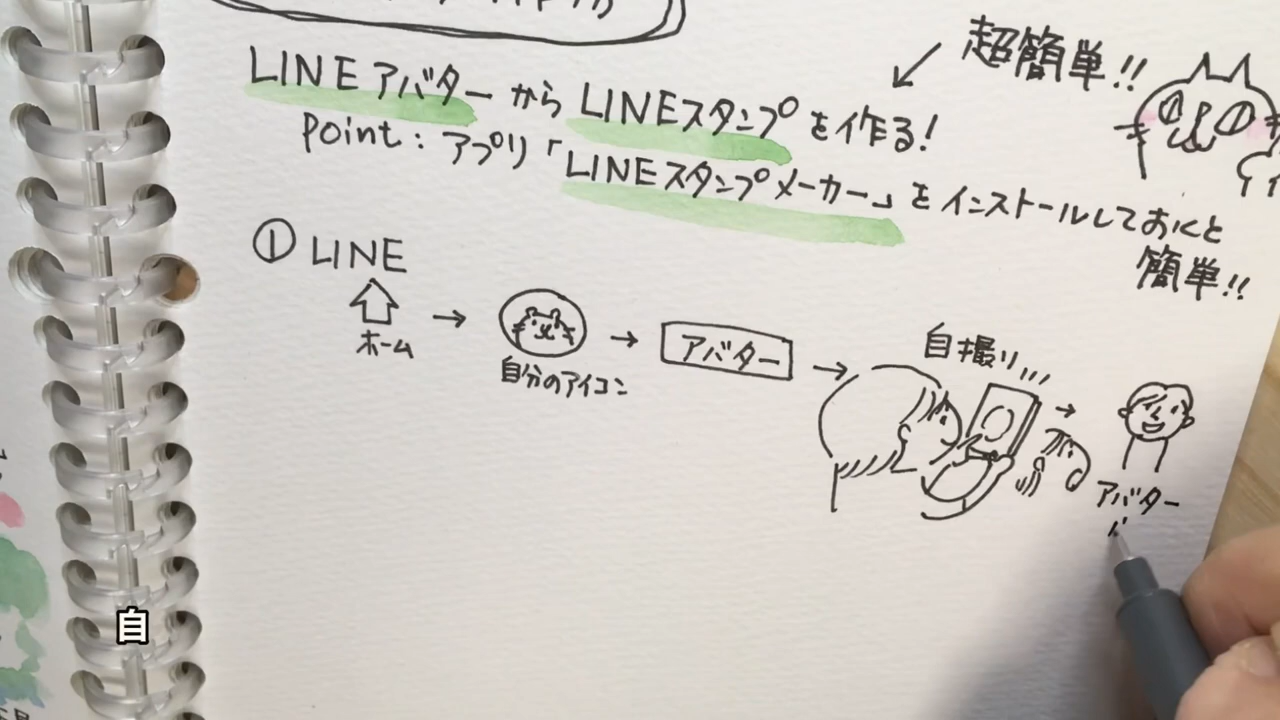 超簡単!!
LINEアバターからLINEスタンプを作る!
Point:アプリ「LINEスタンプメーカー」をインストールしておくと
簡単!!
① LINE
ホーム
自分のアイコン
アバター
自撮り
アバター
自